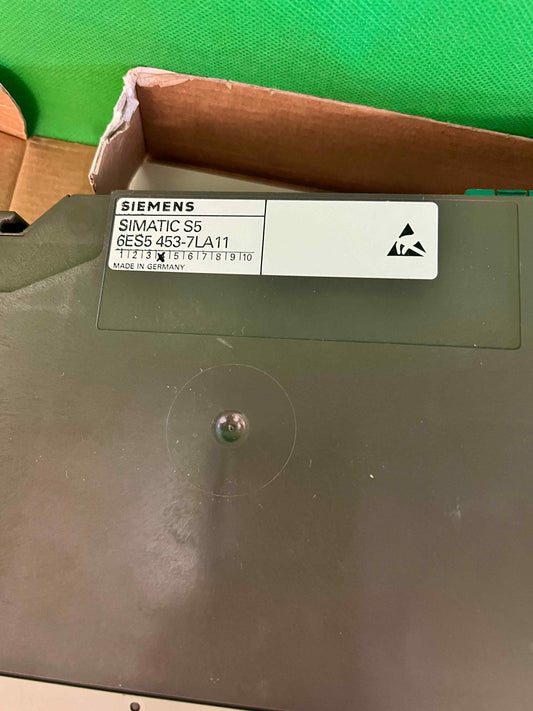 SIEMENS
SIMATIC S5
6ES5 453-7LA11
1|2|3|X|5|6|7|8|9|10
MADE IN GERMANY